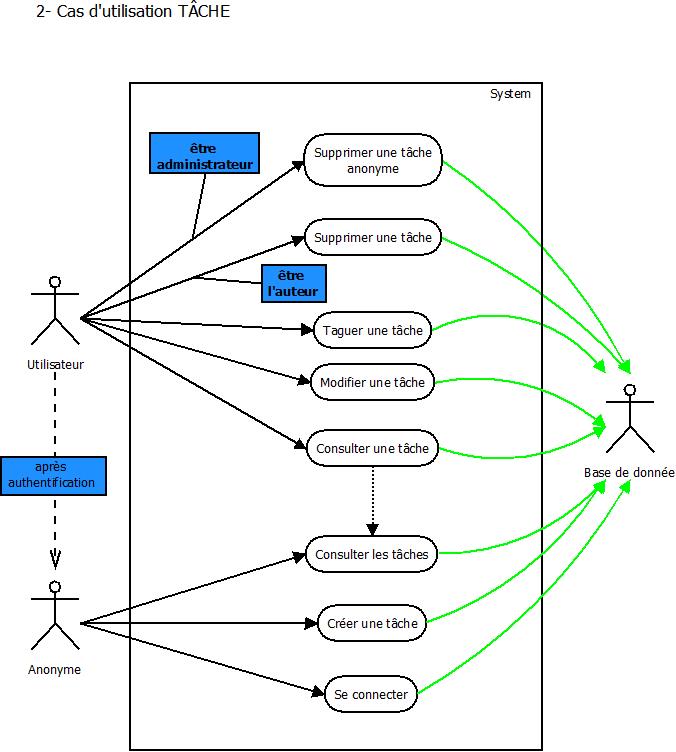 2- Cas d'utilisation TÂCHE
System
être
administrateur
Supprimer une tâche
anonyme
Supprimer une tâche
être
l'auteur
Taguer une tâche
Utilisateur
Modifier une tâche
Consulter une tâche
Base de donnée
après
authentification
Consulter les tâches
Créer une tâche
Anonyme
Se connecter